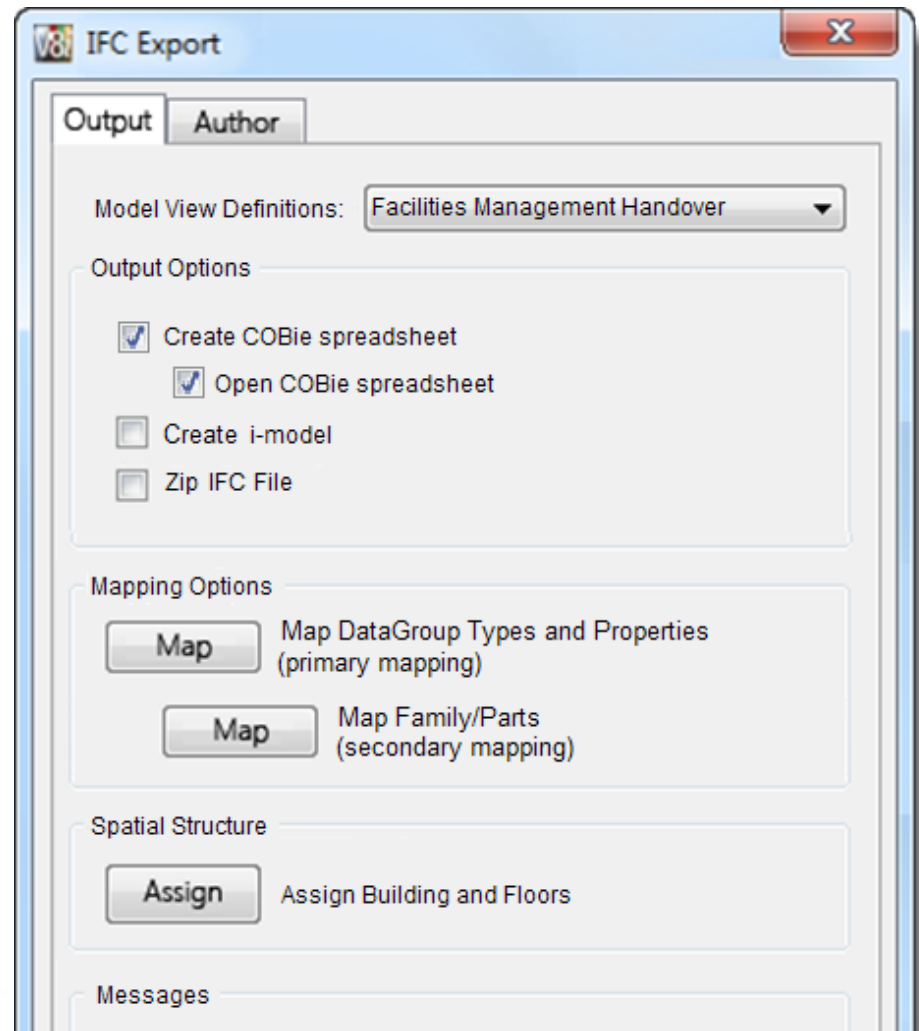 V8i IFC Export
Output Author
Model View Definitions: Facilities Management Handover
Output Options
Create COBie spreadsheet
Open COBie spreadsheet
Create i-model
Zip IFC File
Mapping Options
Map Map DataGroup Types and Properties
(primary mapping)
Map Map Family/Parts
(secondary mapping)
Spatial Structure
Assign Assign Building and Floors
Messages